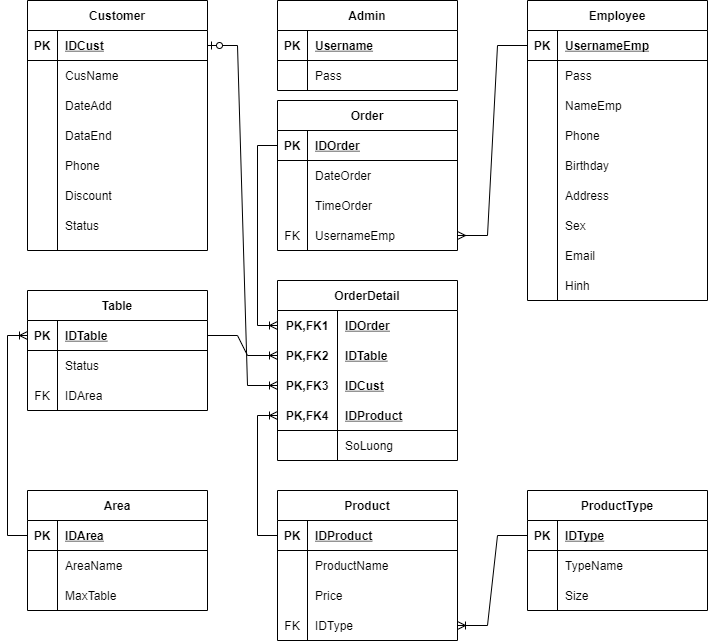 Customer
PK IDCust
CusName
DateAdd
DataEnd
Phone
Discount
Status
Admin
PK Username
Pass
Employee
PK UsernameEmp
Pass
NameEmp
Phone
Birthday
Address
Sex
Email
Hinh
Order
PK IDOrder
DateOrder
TimeOrder
FK UsernameEmp
Table
PK IDTable
Status
FK IDArea
OrderDetail
PK,FK1 IDOrder
PK,FK2 IDTable
PK,FK3 IDCust
PK,FK4 IDProduct
SoLuong
Area
PK IDArea
AreaName
MaxTable
Product
PK IDProduct
ProductName
Price
FK IDType
ProductType
PK IDType
TypeName
Size